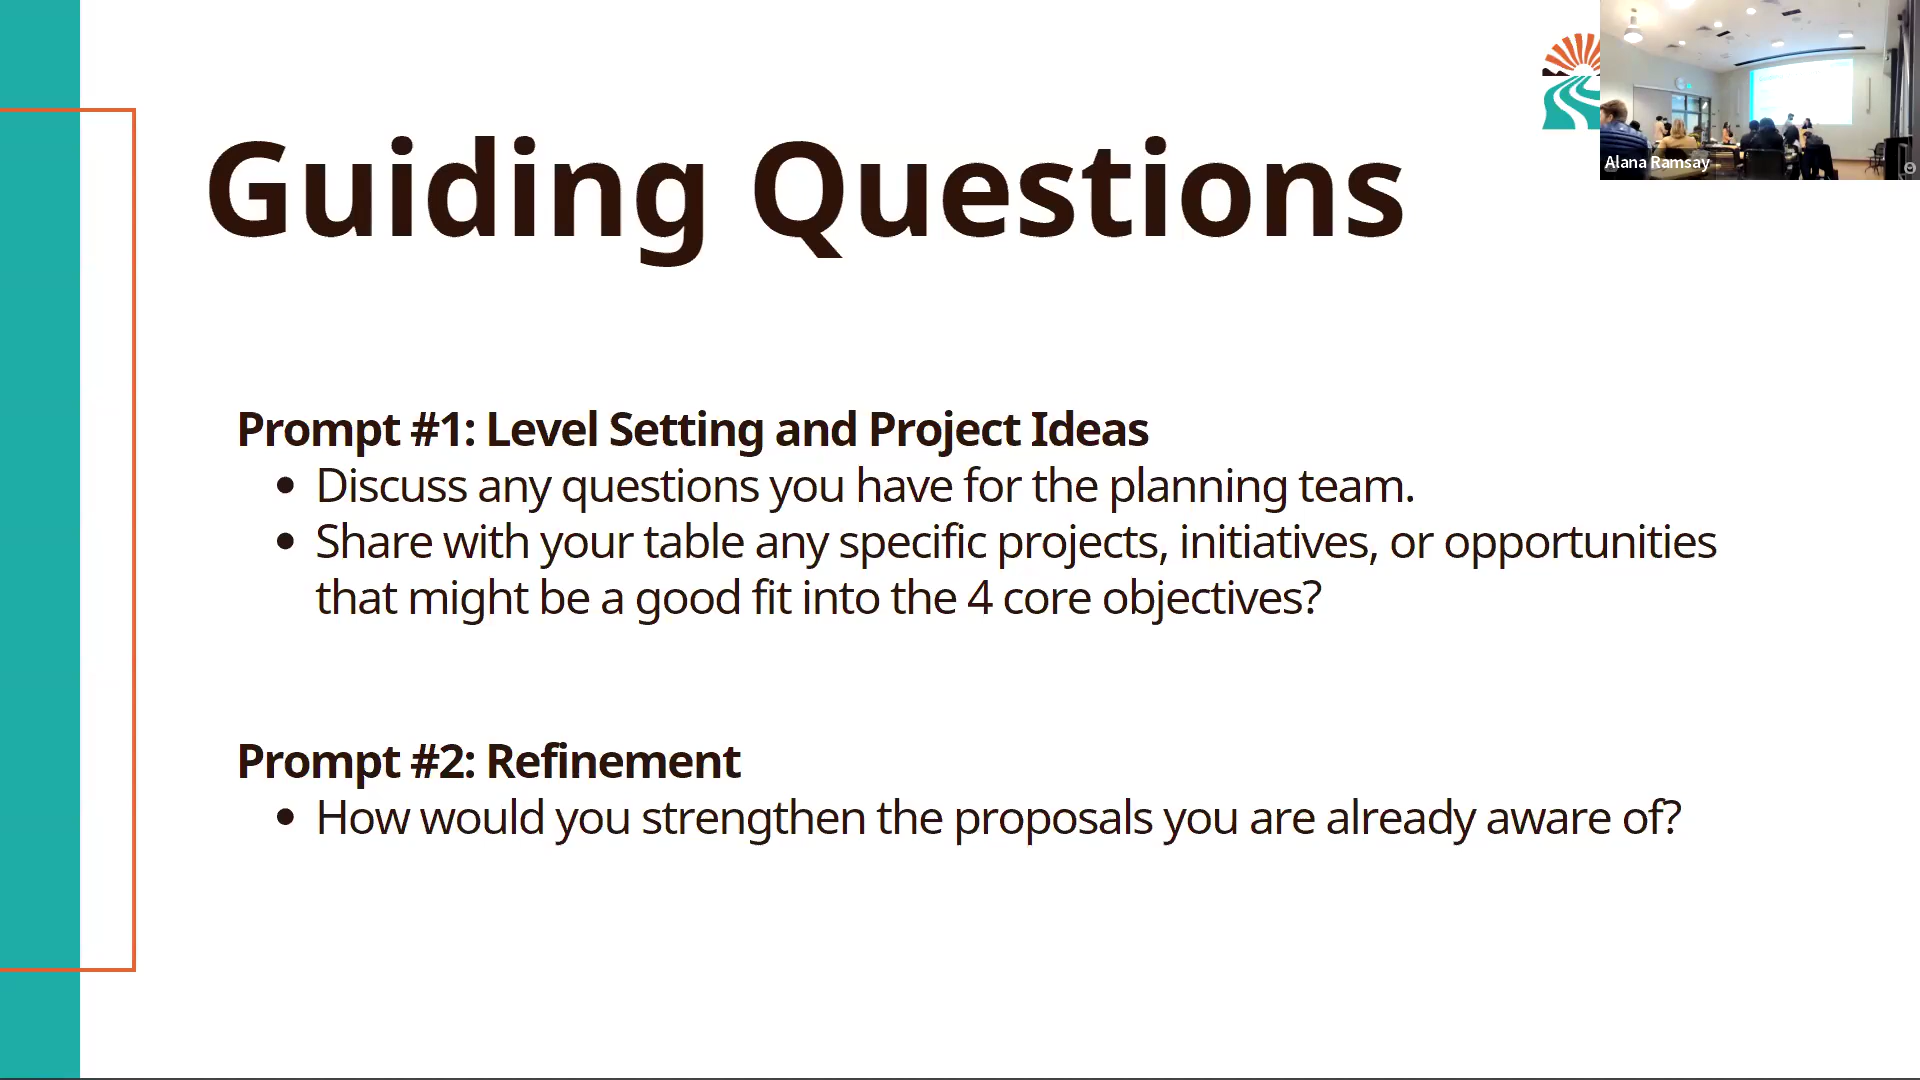 Guiding Questions
Alana Ramsay
Prompt #1: Level Setting and Project Ideas
• Discuss any questions you have for the planning team.
• Share with your table any specific projects, initiatives, or opportunities
that might be a good fit into the 4 core objectives?
Prompt #2: Refinement
• How would you strengthen the proposals you are already aware of?